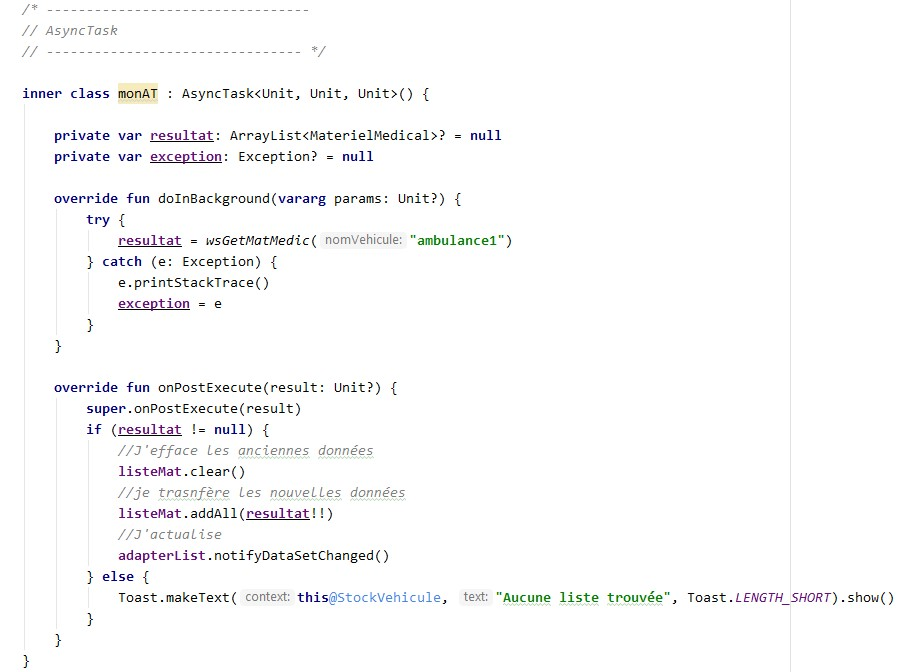 /* ---------------------------------
// AsyncTask
// -------------------------------- */
inner class monAT : AsyncTask<Unit, Unit, Unit>() {
private var resultat: ArrayList<MaterielMedical>? = null
private var exception: Exception? = null
override fun doInBackground(vararg params: Unit?) {
try {
resultat = wsGetMatMedic( nomVehicule: "ambulance1")
} catch (e: Exception) {
e.printStackTrace()
exception = e
}
}
override fun onPostExecute(result: Unit?) {
super.onPostExecute(result)
if (resultat != null) {
//J'efface les anciennes données
listeMat.clear()
//je trasnfère les nouvelles données
listeMat.addAll(resultat!!)
//J'actualise
adapterList.notifyDataSetChanged()
} else {
Toast.makeText( context: this@StockVehicule, text: "Aucune liste trouvée", Toast.LENGTH_SHORT).show()
}
}
}